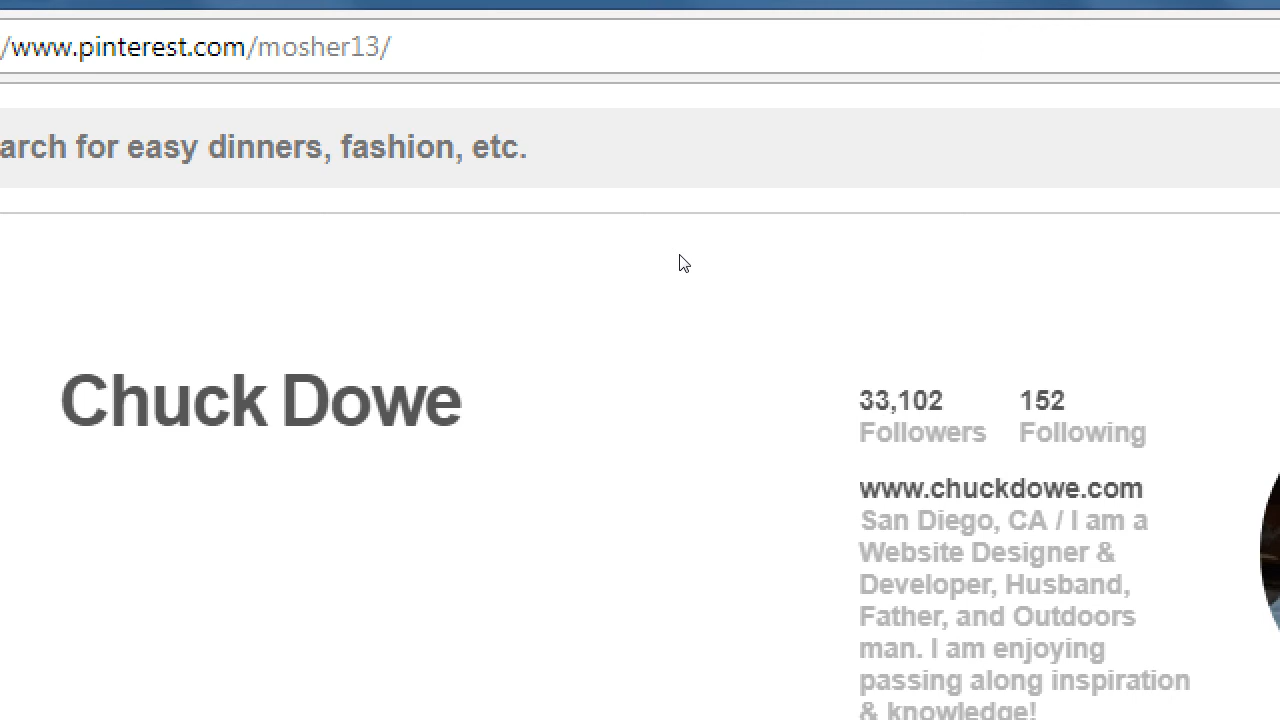 /www.pinterest.com/mosher13/
arch for easy dinners, fashion, etc.
Chuck Dowe
33,102 152
Followers Following
www.chuckdowe.com
San Diego, CA / I am a
Website Designer &
Developer, Husband,
Father, and Outdoors
man. I am enjoying
passing along inspiration
& knowledge!